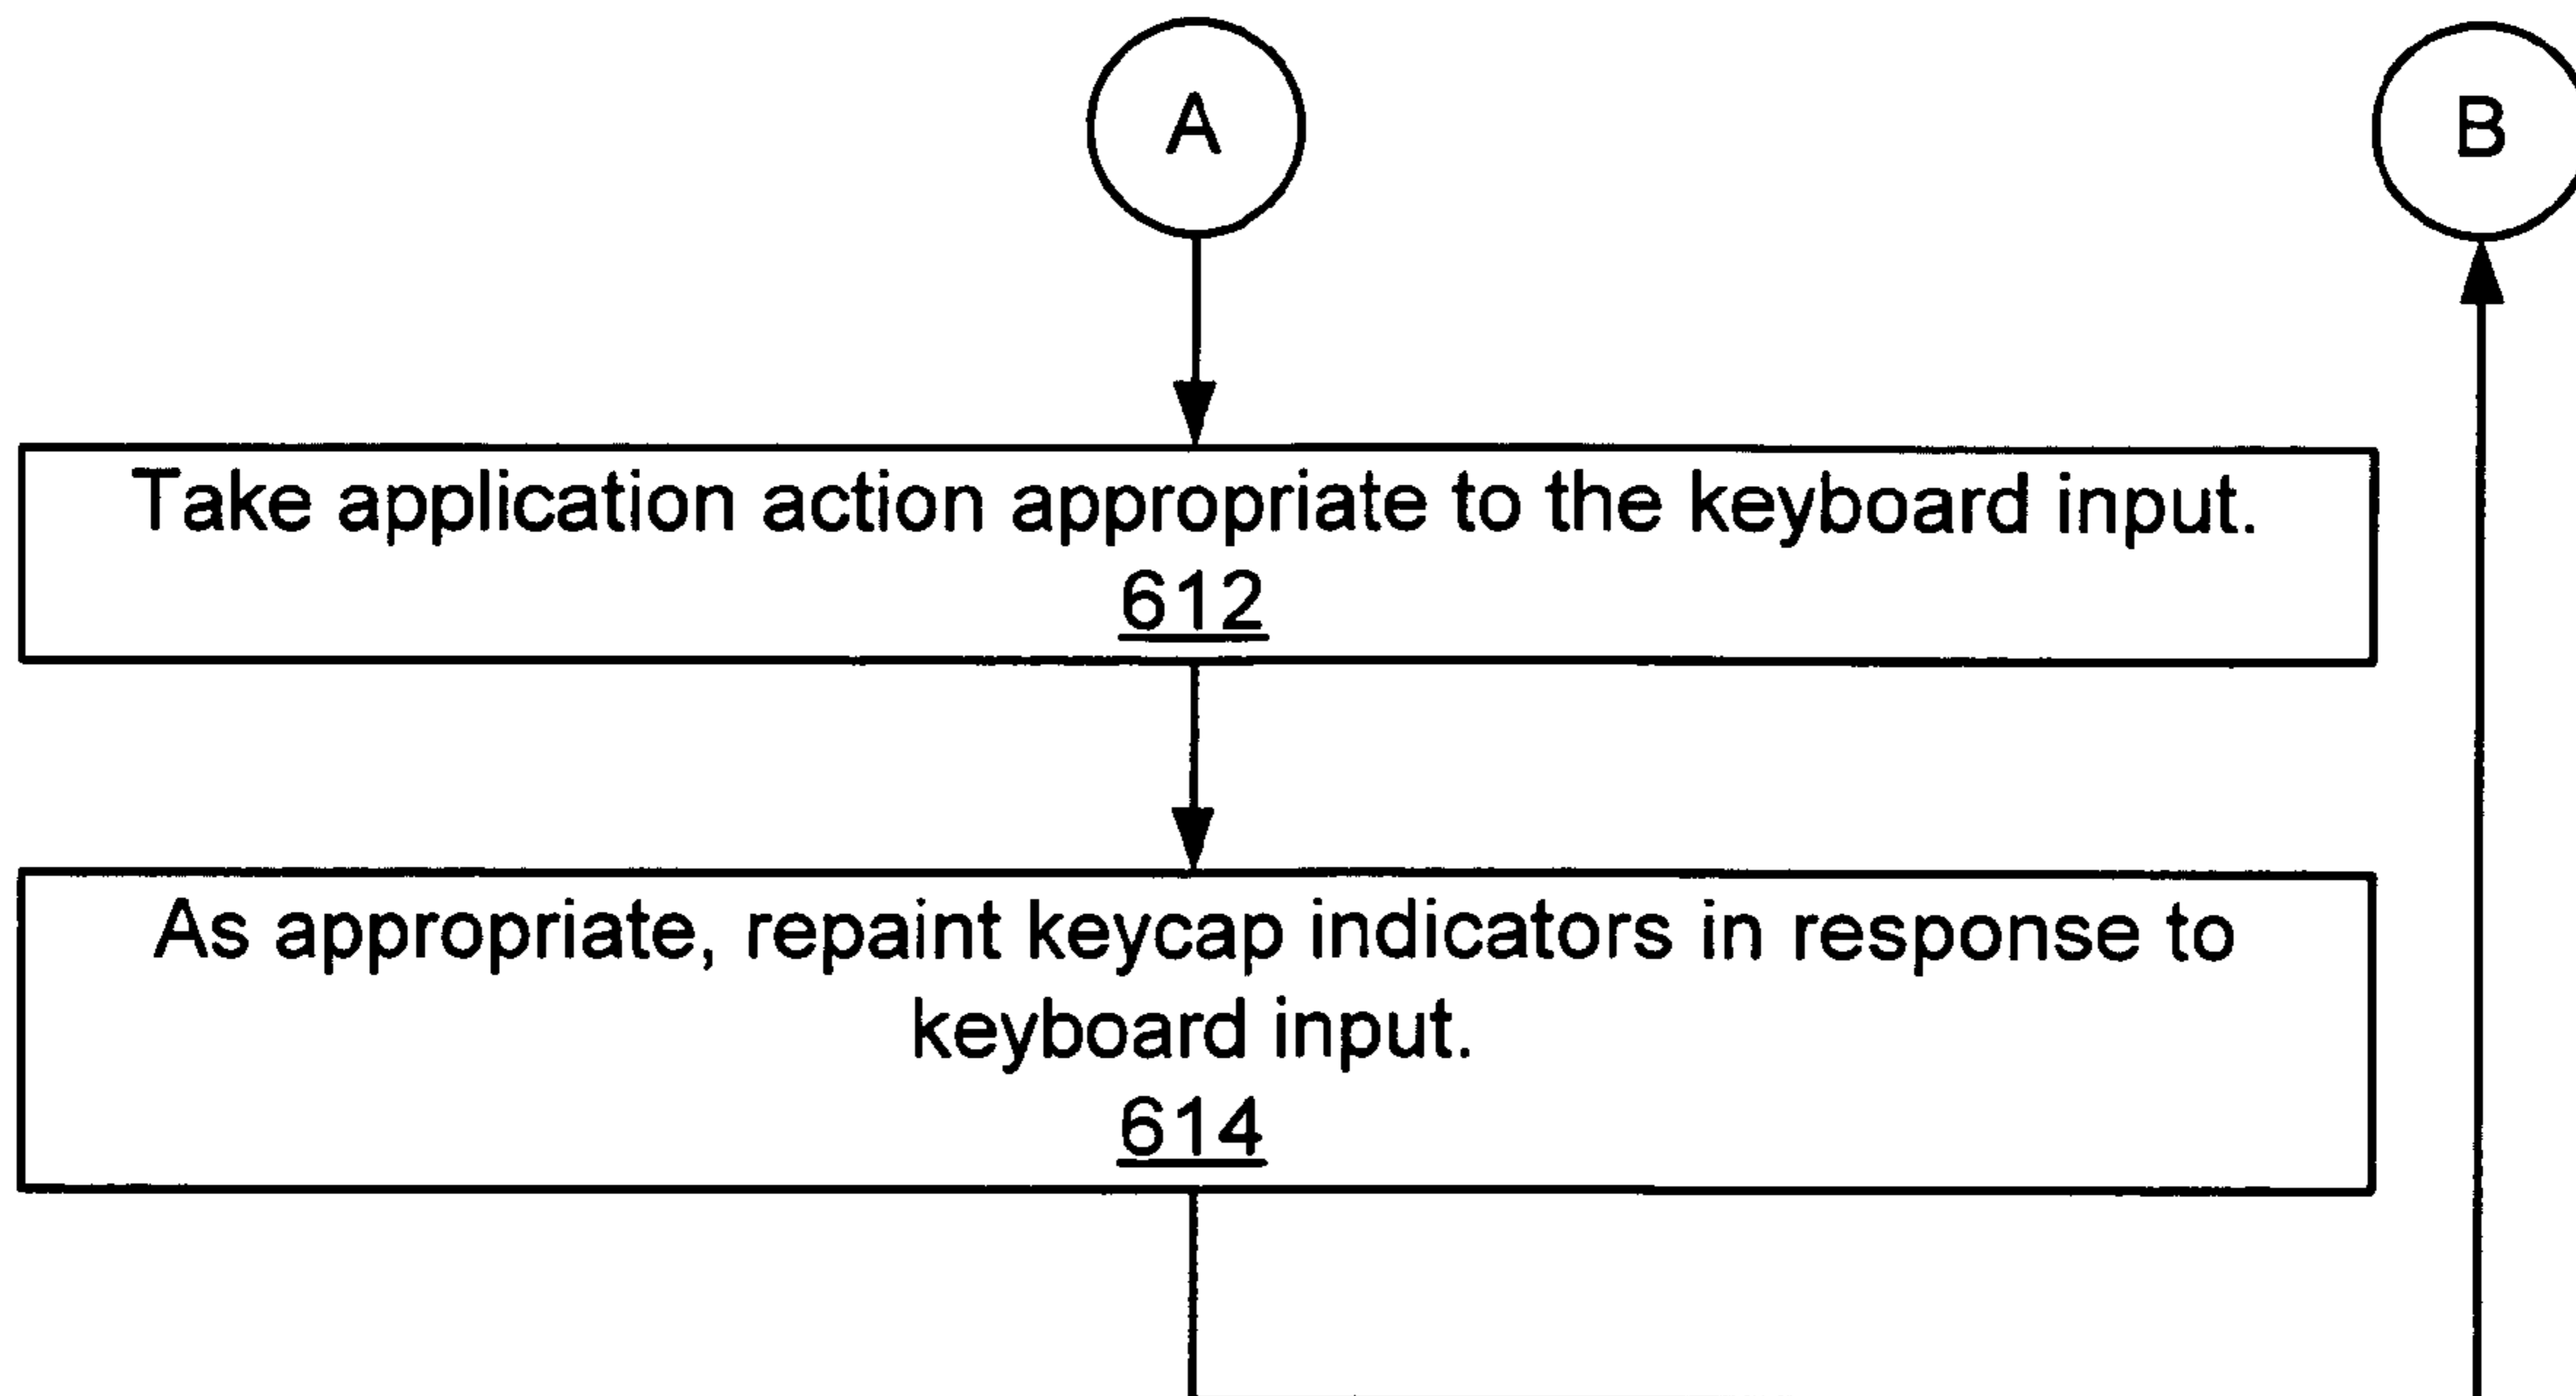 A
B
Take application action appropriate to the keyboard input.
612
As appropriate, repaint keycap indicators in response to
keyboard input.
614